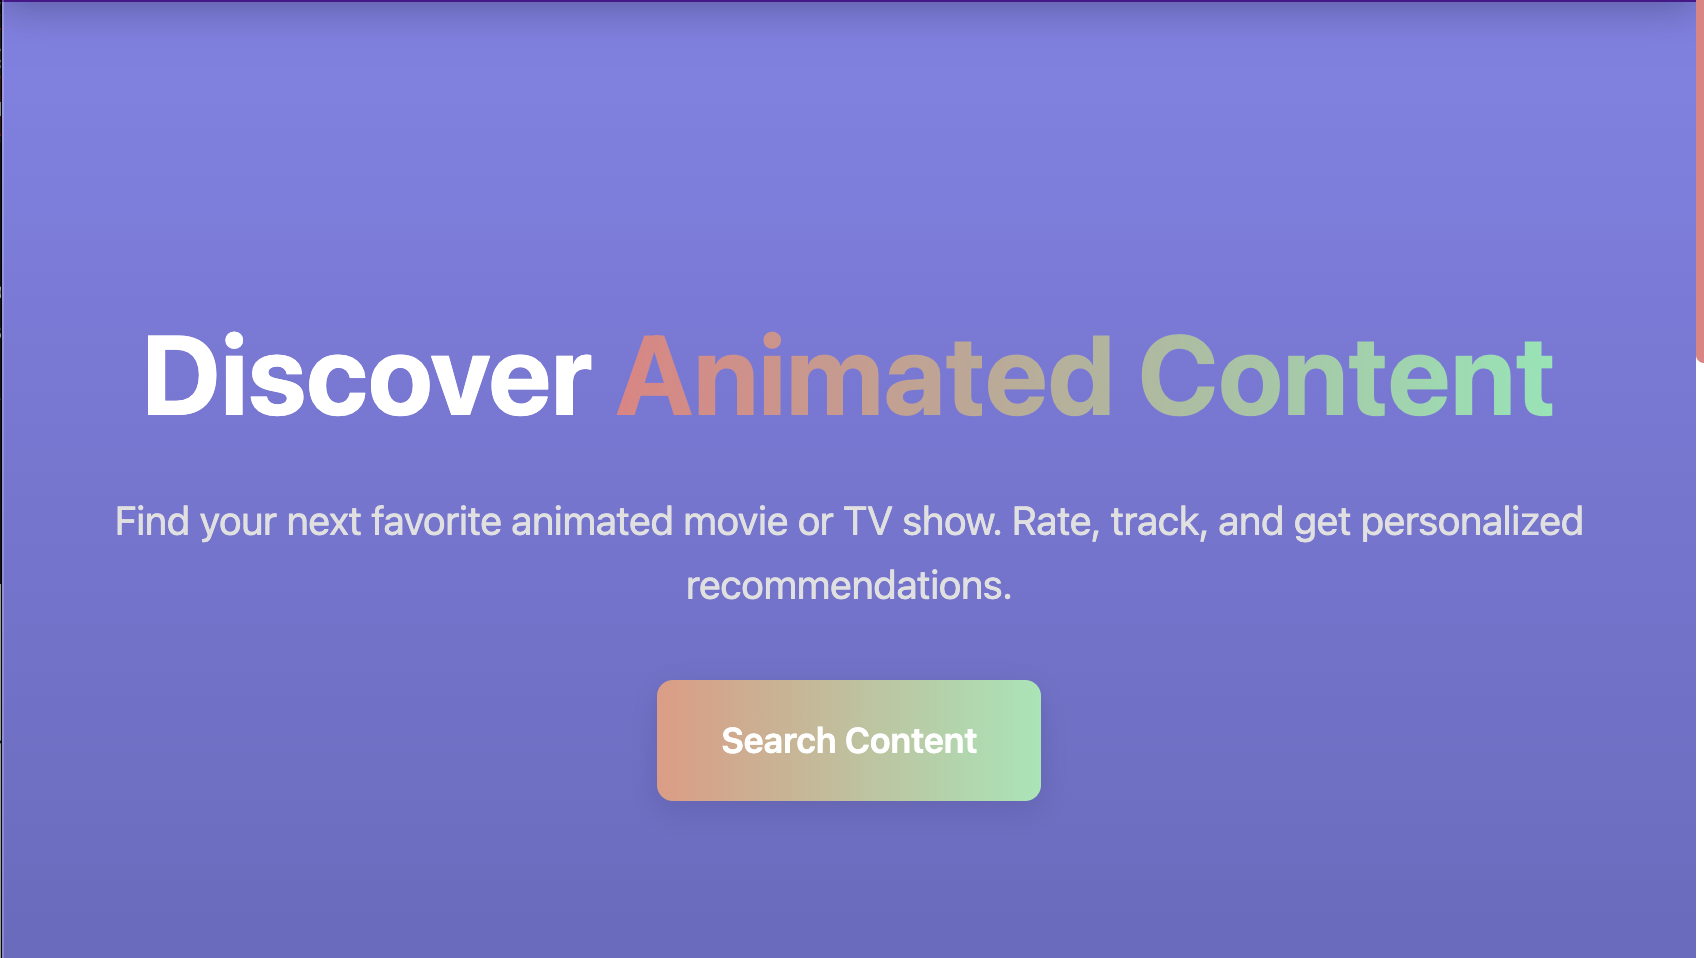 Discover Animated Content
Find your next favorite animated movie or TV show. Rate, track, and get personalized
recommendations.
Search Content